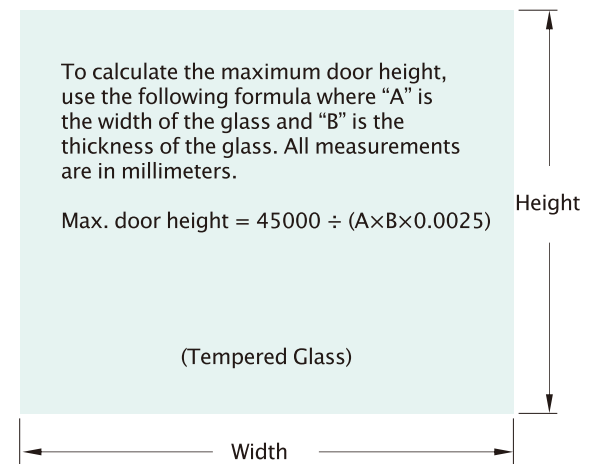 To calculate the maximum door height,
use the following formula where “A” is
the width of the glass and “B” is the
thickness of the glass. All measurements
are in millimeters.
Max. door height = 45000 ÷ (A×B×0.0025)
Height
(Tempered Glass)
Width